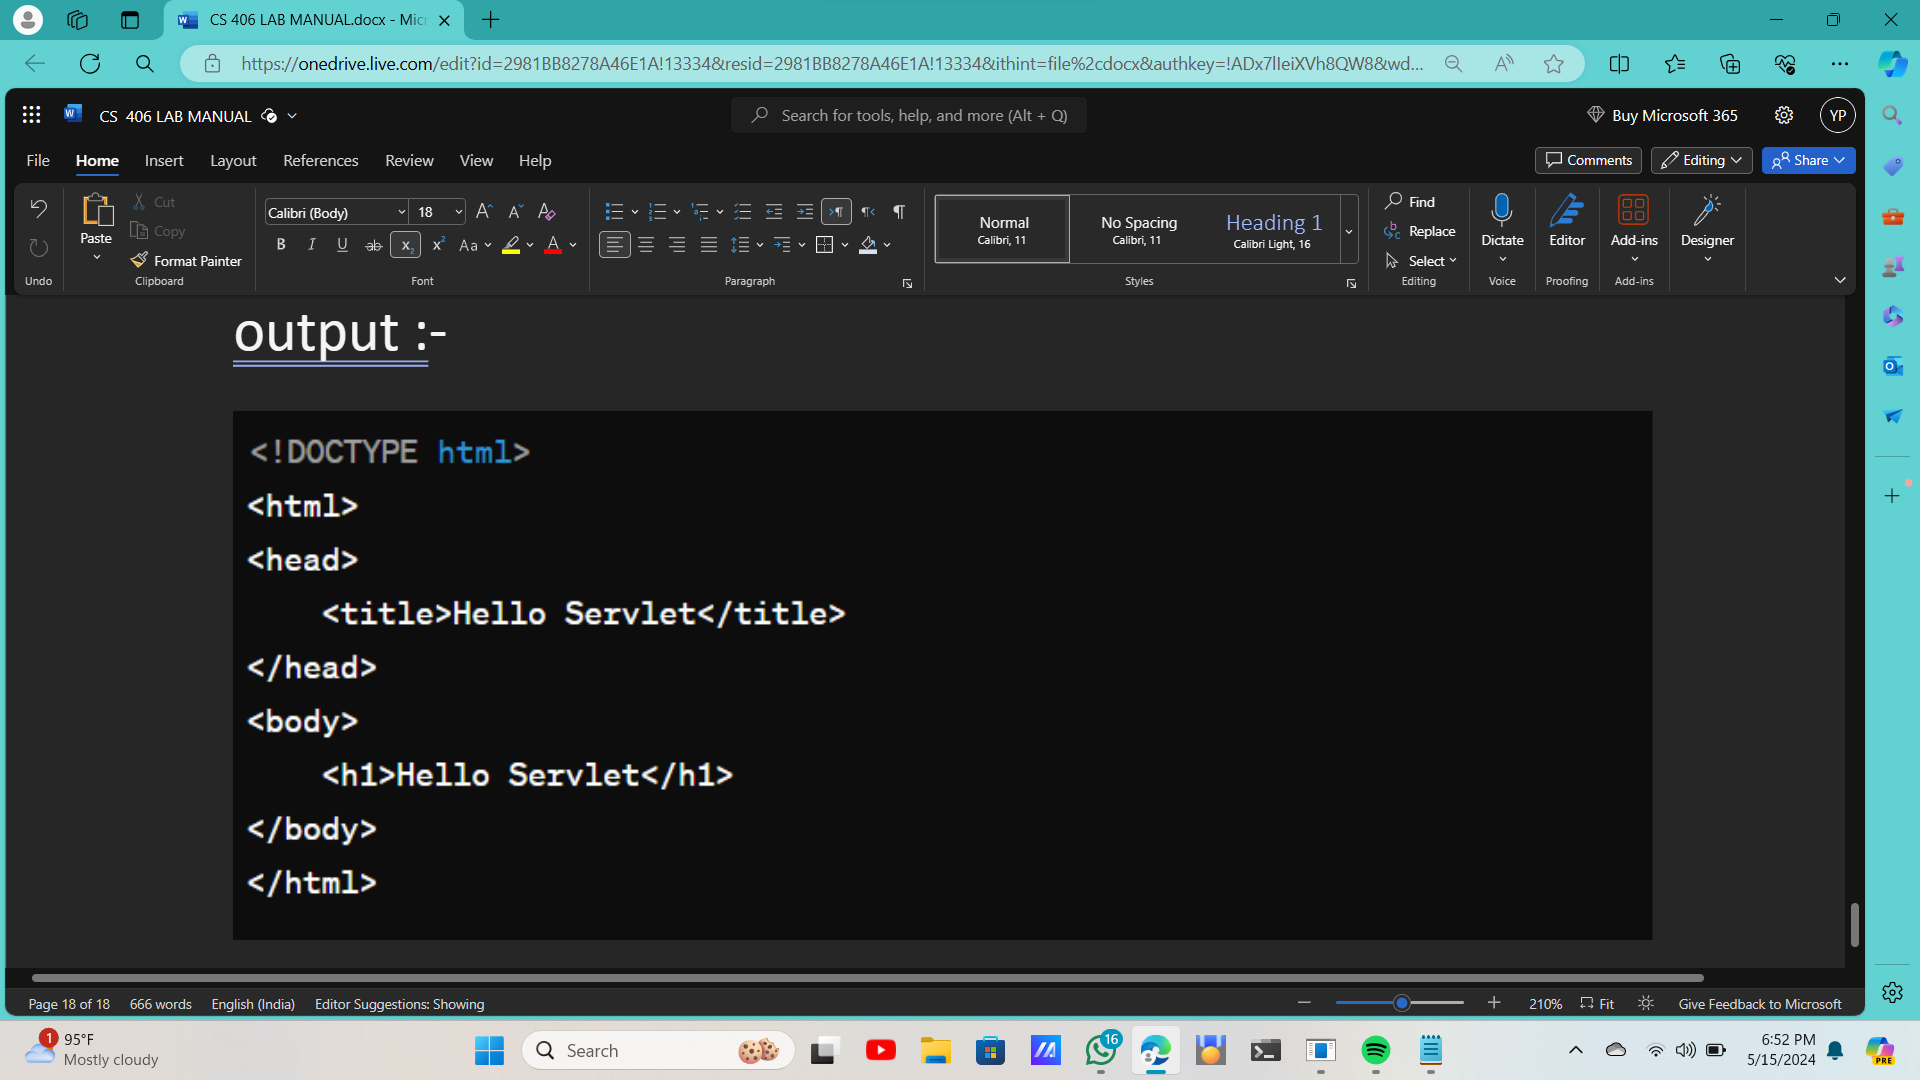 CS 406 LAB MANUAL.docx - Mic
https://onedrive.live.com/edit?id=2981BB8278A46E1A!13334&resid=2981BB8278A46E1A!13334&ithint=file%2cdocx&authkey=!ADx7lIeiXVh8QW8&wd...
CS 406 LAB MANUAL
Search for tools, help, and more (Alt + Q)
Buy Microsoft 365
YP
File Home Insert Layout References Review View Help
Comments Editing Share
Paste Cut Copy Format Painter
Calibri (Body) 18
Normal
Calibri, 11
No Spacing
Calibri, 11
Heading 1
Calibri Light, 16
Find
Replace
Select
Dictate Editor Add-ins Designer
Undo Clipboard Font Paragraph Styles Editing Voice Proofing Add-ins
output :-
<!DOCTYPE html>
<html>
<head>
<title>Hello Servlet</title>
</head>
<body>
<h1>Hello Servlet</h1>
</body>
</html>
Page 18 of 18 666 words English (India) Editor Suggestions: Showing 210% Fit Give Feedback to Microsoft
1
95°F
Mostly cloudy
Search
16
6:52 PM
5/15/2024
PRE